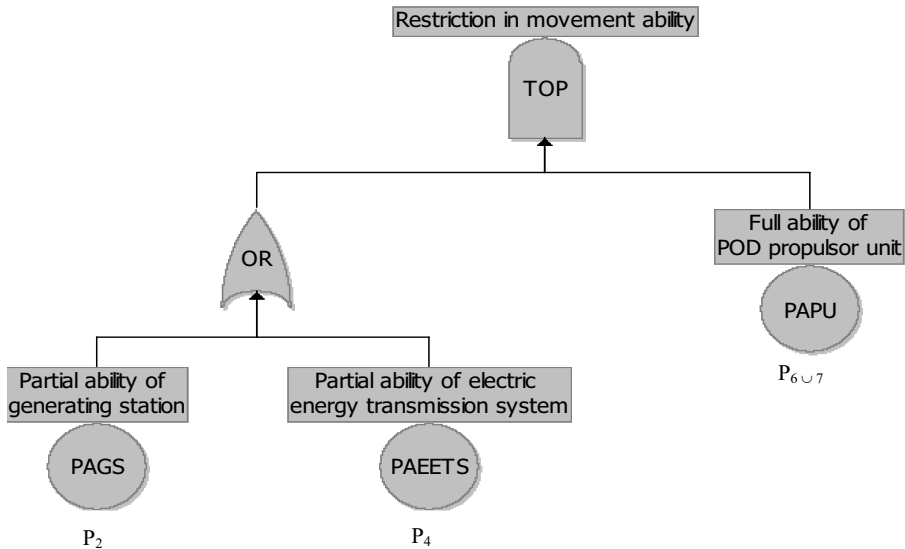 Restriction in movement ability
TOP
OR
Full ability of
POD propulsor unit
PAPU
P₆ ∪ ₇
Partial ability of
generating station
Partial ability of electric
energy transmission system
PAGS
PAEETS
P₂
P₄